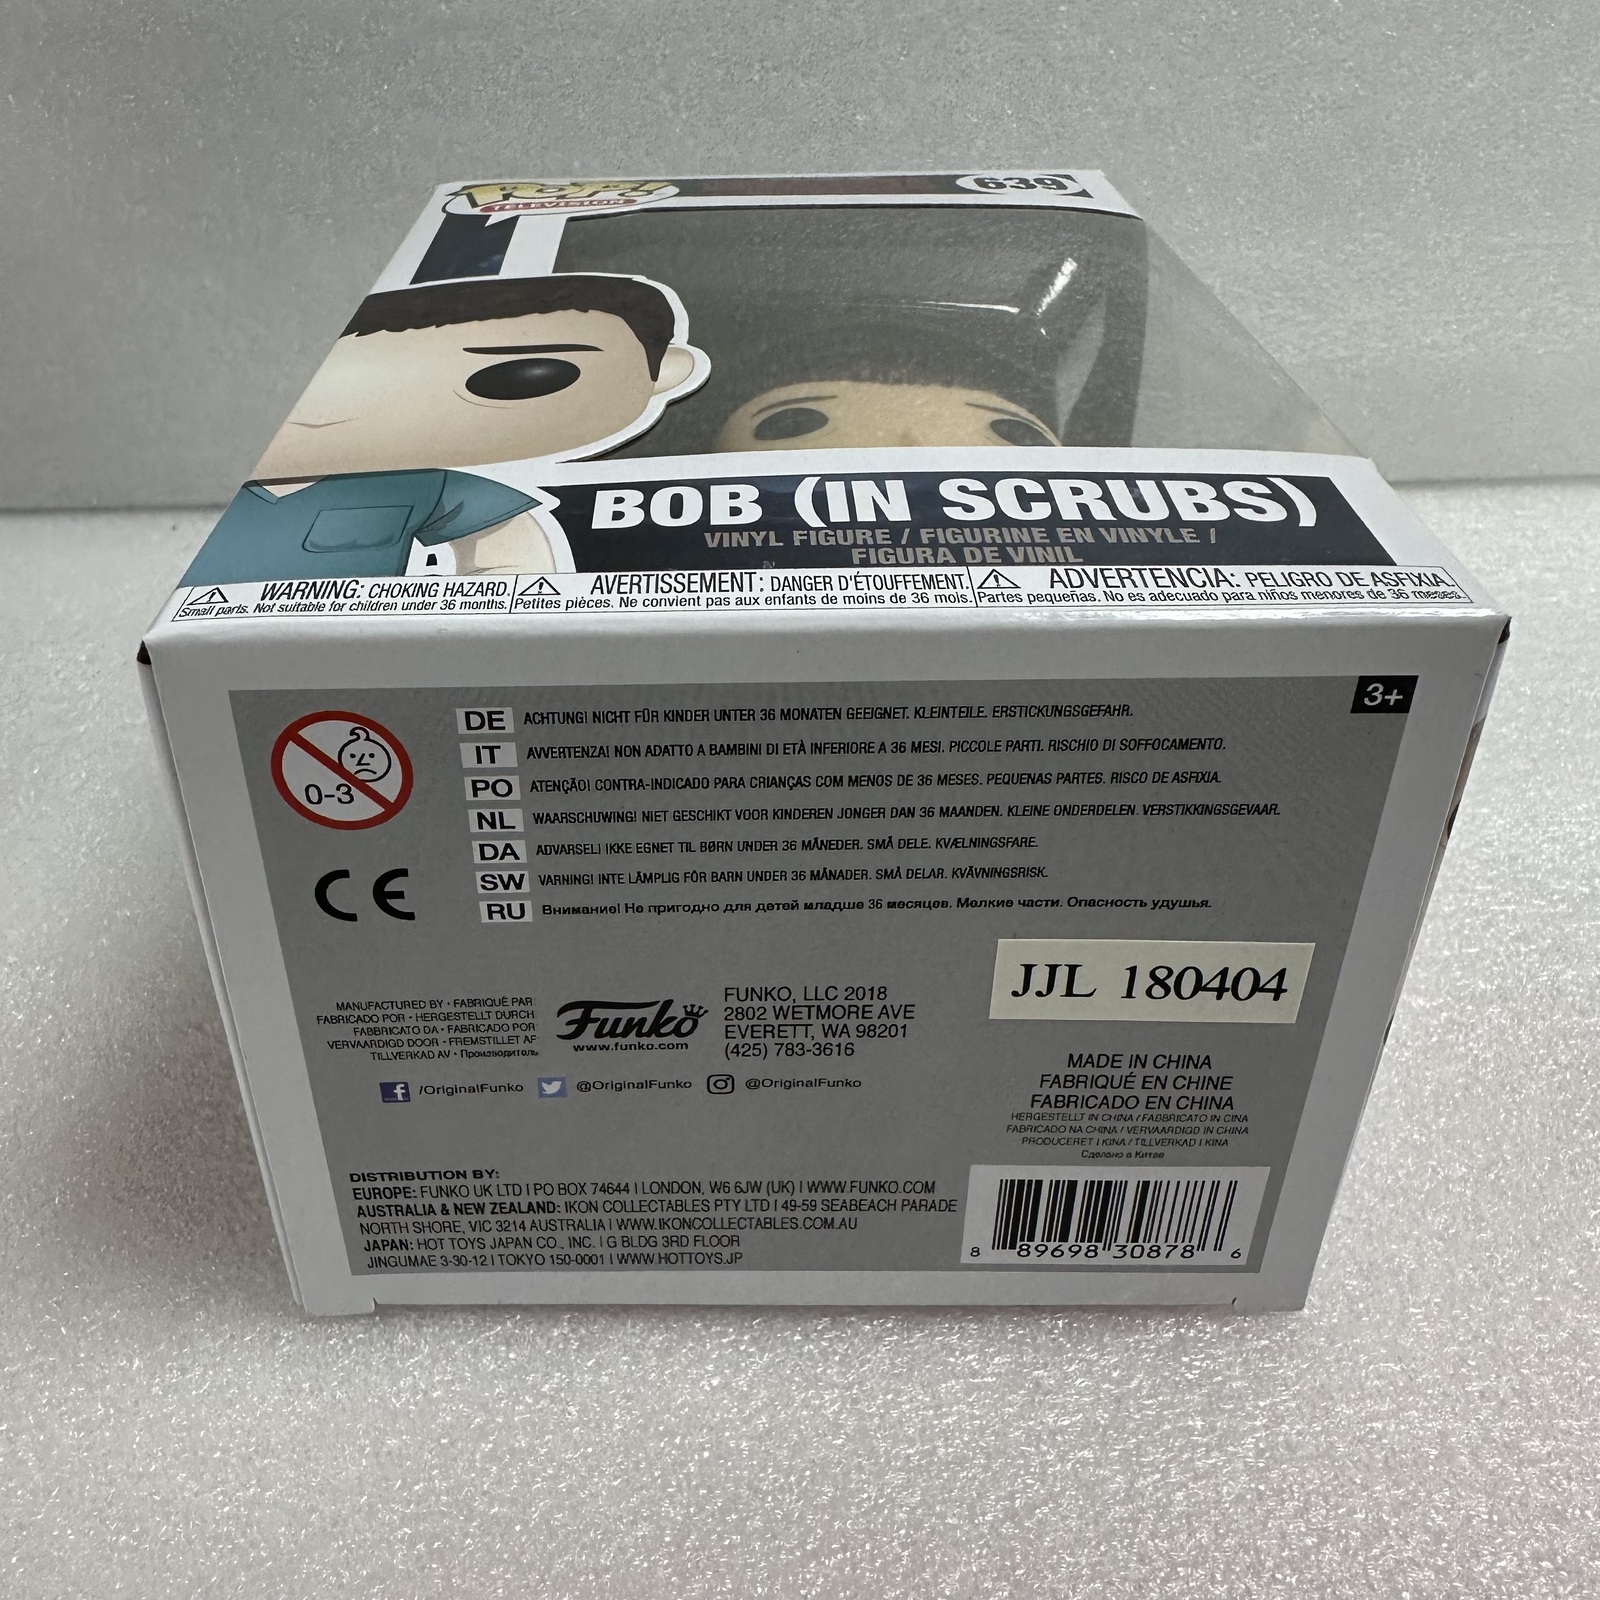 POP!
TELEVISION
639
BOB (IN SCRUBS)
VINYL FIGURE / FIGURINE EN VINYLE /
FIGURA DE VINIL
WARNING: CHOKING HAZARD.
Small parts. Not suitable for children under 36 months.
AVERTISSEMENT: DANGER D'ÉTOUFFEMENT.
Petites pièces. Ne convient pas aux enfants de moins de 36 mois.
ADVERTENCIA: PELIGRO DE ASFIXIA.
Partes pequeñas. No es adecuado para niños menores de 36 meses.
3+
0-3
DE ACHTUNG! NICHT FÜR KINDER UNTER 36 MONATEN GEEIGNET. KLEINTEILE. ERSTICKUNGSGEFAHR.
IT AVVERTENZA! NON ADATTO A BAMBINI DI ETÀ INFERIORE A 36 MESI. PICCOLE PARTI. RISCHIO DI SOFFOCAMENTO.
PO ATENÇÃO! CONTRA-INDICADO PARA CRIANÇAS COM MENOS DE 36 MESES. PEQUENAS PARTES. RISCO DE ASFIXIA.
NL WAARSCHUWING! NIET GESCHIKT VOOR KINDEREN JONGER DAN 36 MAANDEN. KLEINE ONDERDELEN. VERSTIKKINGSGEVAAR.
DA ADVARSEL! IKKE EGNET TIL BØRN UNDER 36 MÅNEDER. SMÅ DELE. KVÆLNINGSFARE.
SW VARNING! INTE LÄMPLIG FÖR BARN UNDER 36 MÅNADER. SMÅ DELAR. KVÄVNINGSRISK.
RU Внимание! Не пригодно для детей младше 36 месяцев. Мелкие части. Опасность удушья.
CE
MANUFACTURED BY • FABRIQUÉ PAR
FABRICADO POR • HERGESTELLT DURCH
FABBRICATO DA • FABRICADO POR
VERVAARDIGD DOOR • FREMSTILLET AF
TILLVERKAD AV • Производитель
Funko
www.funko.com
FUNKO, LLC 2018
2802 WETMORE AVE
EVERETT, WA 98201
(425) 783-3616
/OriginalFunko @OriginalFunko @OriginalFunko
JJL 180404
MADE IN CHINA
FABRIQUÉ EN CHINE
FABRICADO EN CHINA
HERGESTELLT IN CHINA / FABBRICATO IN CINA
FABRICADO NA CHINA / VERVAARDIGD IN CHINA
PRODUCERET I KINA / TILLVERKAD I KINA
Сделано в Китае
DISTRIBUTION BY:
EUROPE: FUNKO UK LTD | PO BOX 74644 | LONDON, W6 6JW (UK) | WWW.FUNKO.COM
AUSTRALIA & NEW ZEALAND: IKON COLLECTABLES PTY LTD | 49-59 SEABEACH PARADE
NORTH SHORE, VIC 3214 AUSTRALIA | WWW.IKONCOLLECTABLES.COM.AU
JAPAN: HOT TOYS JAPAN CO., INC. | G BLDG 3RD FLOOR
JINGUMAE 3-30-12 | TOKYO 150-0001 | WWW.HOTTOYS.JP
8 89698 30878 6